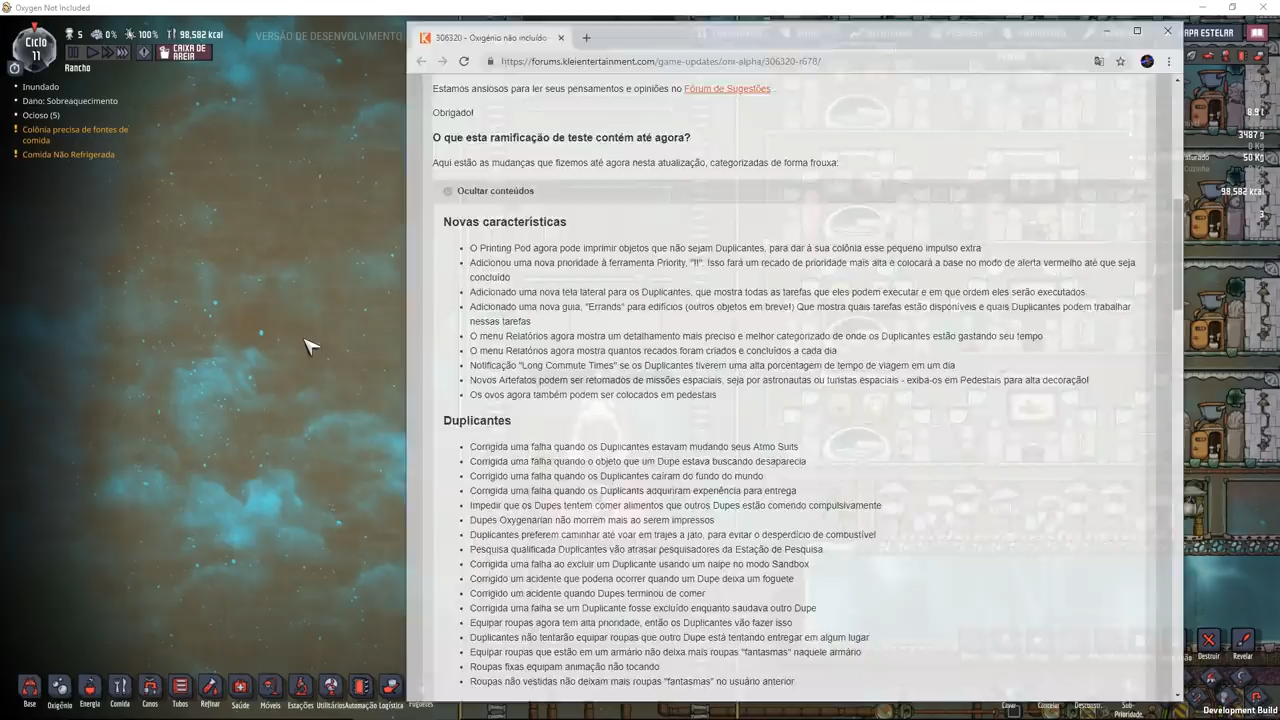 Oxygen Not Included
Ciclo
11
5
0%
100%
98,582 kcal
VERSÃO DE DESENVOLVIMENTO
CAIXA DE
AREIA
Rancho
Inundado
Dano: Sobreaquecimento
Ocioso (5)
Colônia precisa de fontes de
comida
Comida Não Refrigerada
306320 - Oxigênio não incluído
https://forums.kleientertainment.com/game-updates/oni-alpha/306320-r678/
APA ESTELAR
Estamos ansiosos para ler seus pensamentos e opiniões no Fórum de Sugestões .
Obrigado!
O que esta ramificação de teste contém até agora?
Aqui estão as mudanças que fizemos até agora nesta atualização, categorizadas de forma frouxa:
Ocultar conteúdos
Novas características
O Printing Pod agora pode imprimir objetos que não sejam Duplicantes, para dar à sua colônia esse pequeno impulso extra
Adicionou uma nova prioridade à ferramenta Priority, "!!". Isso fará um recado de prioridade mais alta e colocará a base no modo de alerta vermelho até que seja
concluído
Adicionado uma nova tela lateral para os Duplicantes, que mostra todas as tarefas que eles podem executar e em que ordem eles serão executados.
Adicionado uma nova guia, "Errands" para edifícios (outros objetos em breve!) Que mostra quais tarefas estão disponíveis e quais Duplicantes podem trabalhar
nessas tarefas
O menu Relatórios agora mostra um detalhamento mais preciso e melhor categorizado de onde os Duplicantes estão gastando seu tempo
O menu Relatórios agora mostra quantos recados foram criados e concluídos a cada dia
Notificação "Long Commute Times" se os Duplicantes tiverem uma alta porcentagem de tempo de viagem em um dia
Novos Artefatos podem ser retornados de missões espaciais, seja por astronautas ou turistas espaciais - exiba-os em Pedestais para alta decoração!
Os ovos agora também podem ser colocados em pedestais
Duplicantes
Corrigida uma falha quando os Duplicantes estavam mudando seus Atmo Suits
Corrigida uma falha quando o objeto que um Dupe estava buscando desaparecia
Corrigido uma falha quando os Duplicantes caíram do fundo do mundo
Corrigida uma falha quando os Duplicants adquiriram experiência para entrega
Impedir que os Dupes tentem comer alimentos que outros Dupes estão comendo compulsivamente
Dupes Oxygenarian não morrem mais ao serem impressos
Duplicantes preferem caminhar até voar em trajes a jato, para evitar o desperdício de combustível
Pesquisa qualificada Duplicantes vão atrasar pesquisadores da Estação de Pesquisa
Corrigida uma falha ao excluir um Duplicante usando um naipe no modo Sandbox
Corrigido um acidente que poderia ocorrer quando um Dupe deixa um foguete
Corrigido um acidente quando Dupes terminou de comer
Corrigida uma falha se um Duplicante fosse excluído enquanto saudava outro Dupe
Equipar roupas agora tem alta prioridade, então os Duplicantes vão fazer isso
Duplicantes não tentarão equipar roupas que outro Dupe está tentando entregar em algum lugar
Equipar roupas que estão em um armário não deixa mais roupas "fantasmas" naquele armário
Roupas fixas equipam animação não tocando
Roupas não vestidas não deixam mais roupas "fantasmas" no usuário anterior
8.9 t
3487 g
0 Kg
50 Kg
98,582 kcal
3
Destruir
Revelar
Base
Oxigênio
Energia
Comida
Canos
Tubos
Refinar
Saúde
Móveis
Estações
Utilitários
Automação
Logística
Foguetes
Cavar
Cancelar
Desconstr.
Sub-
Prioridade
Development Build